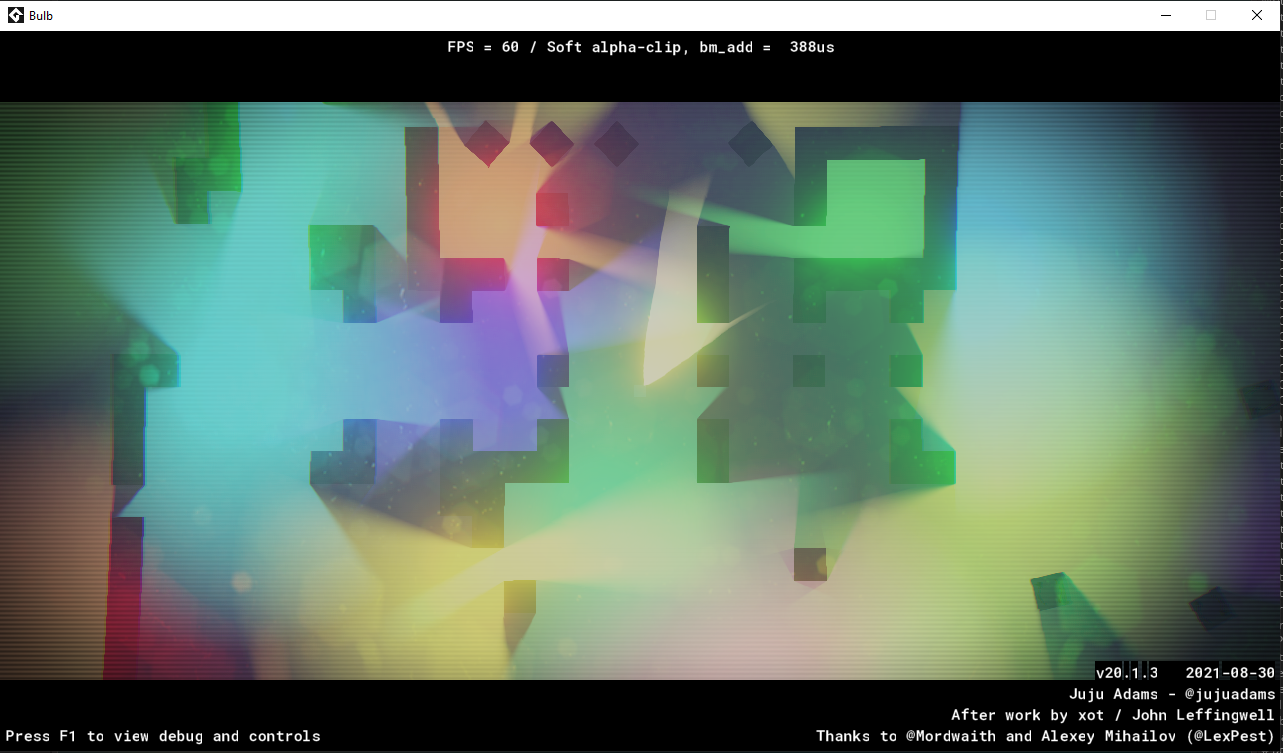 Bulb
FPS = 60 / Soft alpha-clip, bm_add =  388us
v20.1.3   2021-08-30
Juju Adams - @jujuadams
After work by xot / John Leffingwell
Press F1 to view debug and controls
Thanks to @Mordwaith and Alexey Mihailov (@LexPest)